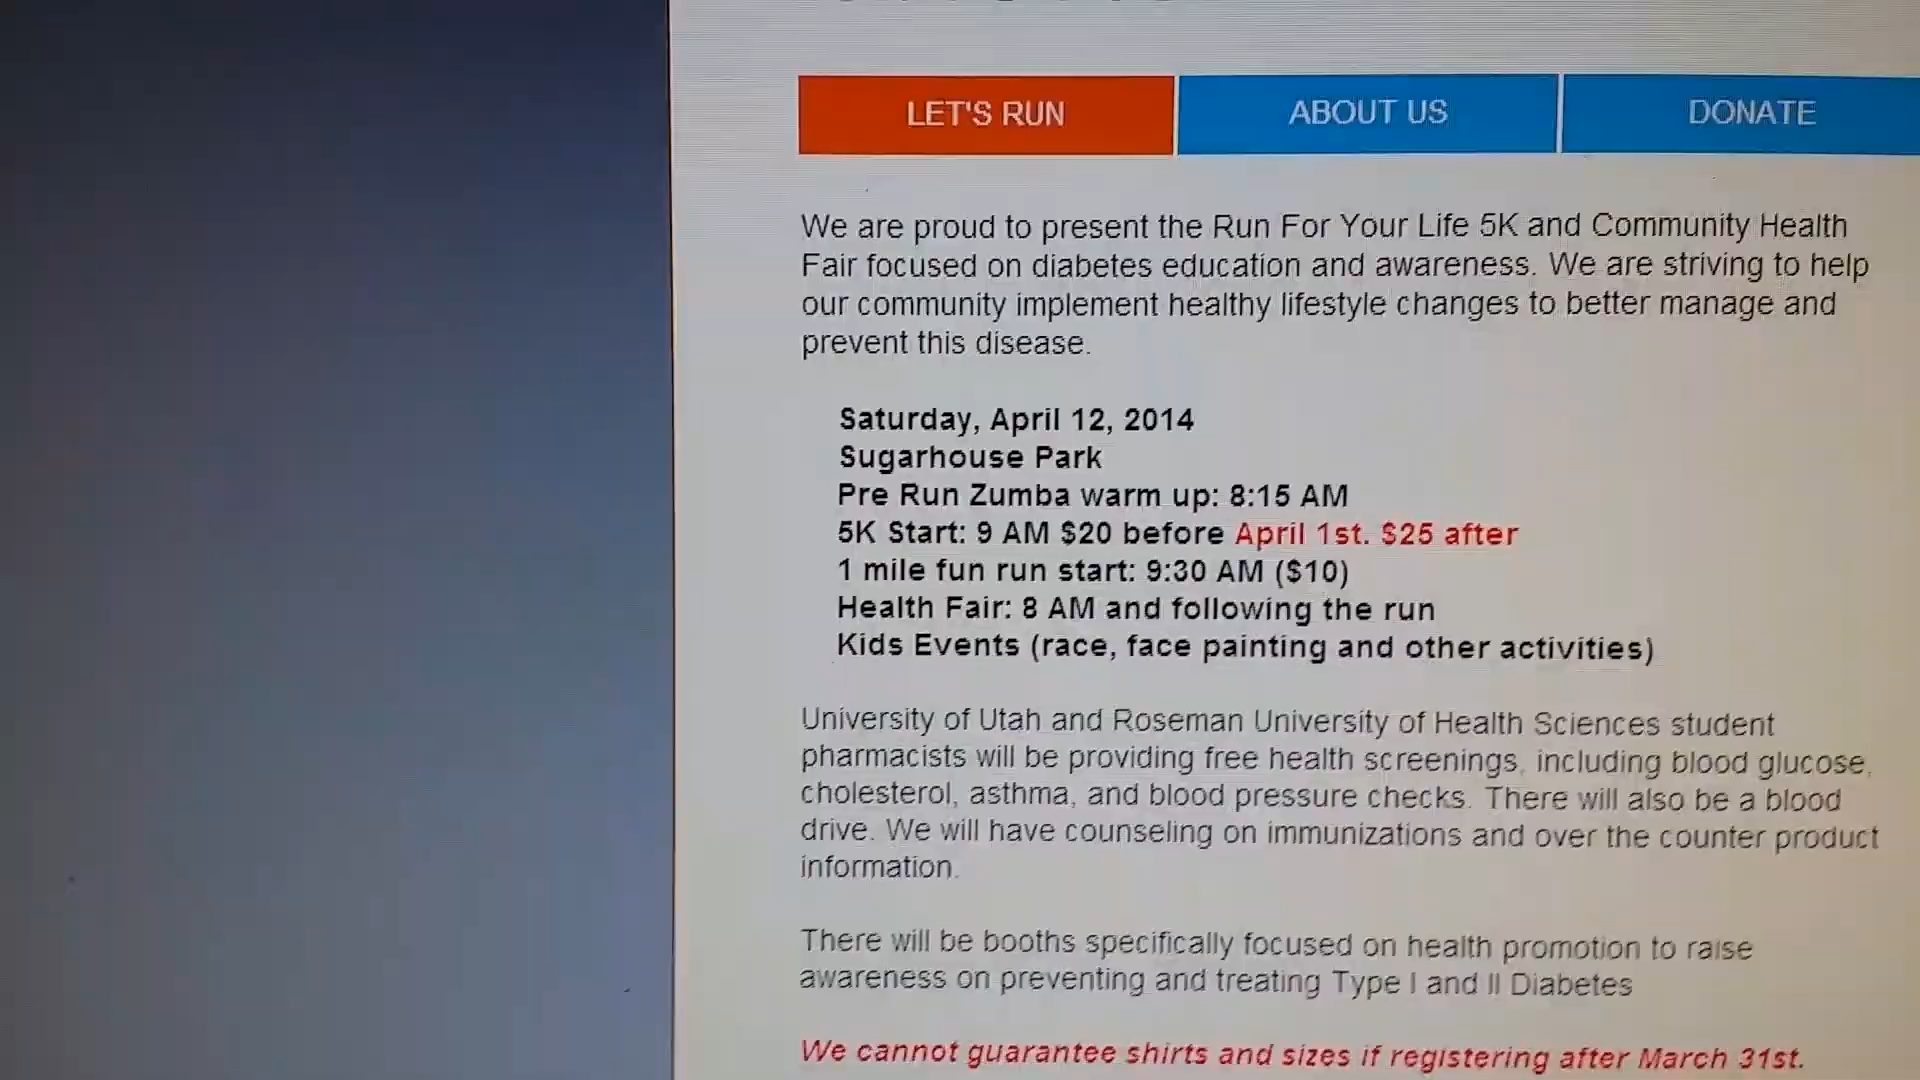 LET'S RUN
ABOUT US
DONATE
We are proud to present the Run For Your Life 5K and Community Health
Fair focused on diabetes education and awareness. We are striving to help
our community implement healthy lifestyle changes to better manage and
prevent this disease.
Saturday, April 12, 2014
Sugarhouse Park
Pre Run Zumba warm up: 8:15 AM
5K Start: 9 AM $20 before April 1st. $25 after
1 mile fun run start: 9:30 AM ($10)
Health Fair: 8 AM and following the run
Kids Events (race, face painting and other activities)
University of Utah and Roseman University of Health Sciences student
pharmacists will be providing free health screenings, including blood glucose,
cholesterol, asthma, and blood pressure checks. There will also be a blood
drive. We will have counseling on immunizations and over the counter product
information.
There will be booths specifically focused on health promotion to raise
awareness on preventing and treating Type I and II Diabetes
We cannot guarantee shirts and sizes if registering after March 31st.